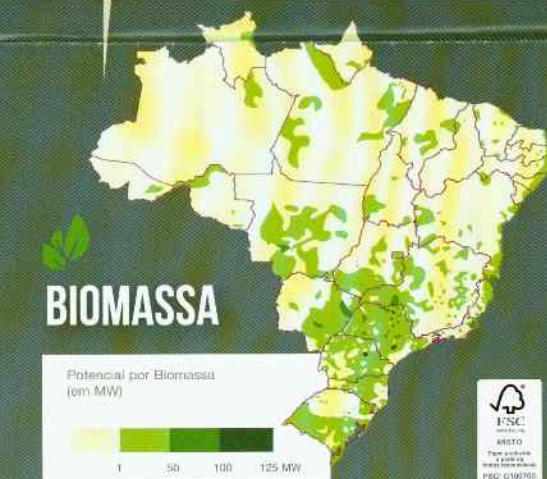 BIOMASSA
Potencial por Biomassa
(em MW)
1 50 100 125 MW
FSC
MISTO